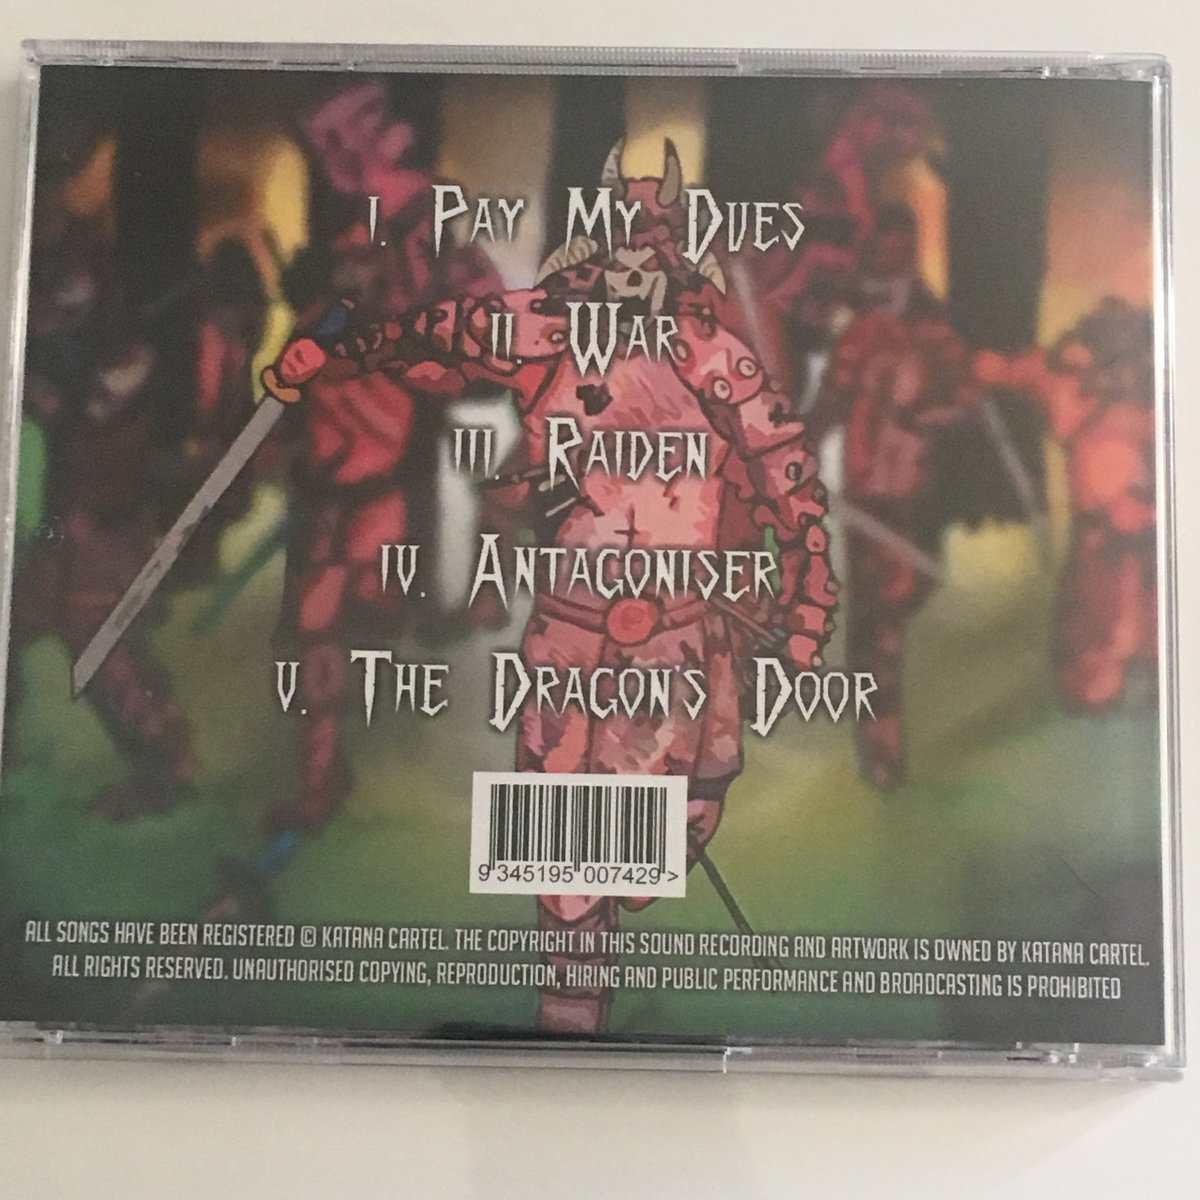 I. Pay My Dues
II. War
III. Raiden
IV. Antagoniser
V. The Dragon's Door
9 345195 007429 >
ALL SONGS HAVE BEEN REGISTERED © KATANA CARTEL. THE COPYRIGHT IN THIS SOUND RECORDING AND ARTWORK IS OWNED BY KATANA CARTEL.
ALL RIGHTS RESERVED. UNAUTHORISED COPYING, REPRODUCTION, HIRING AND PUBLIC PERFORMANCE AND BROADCASTING IS PROHIBITED